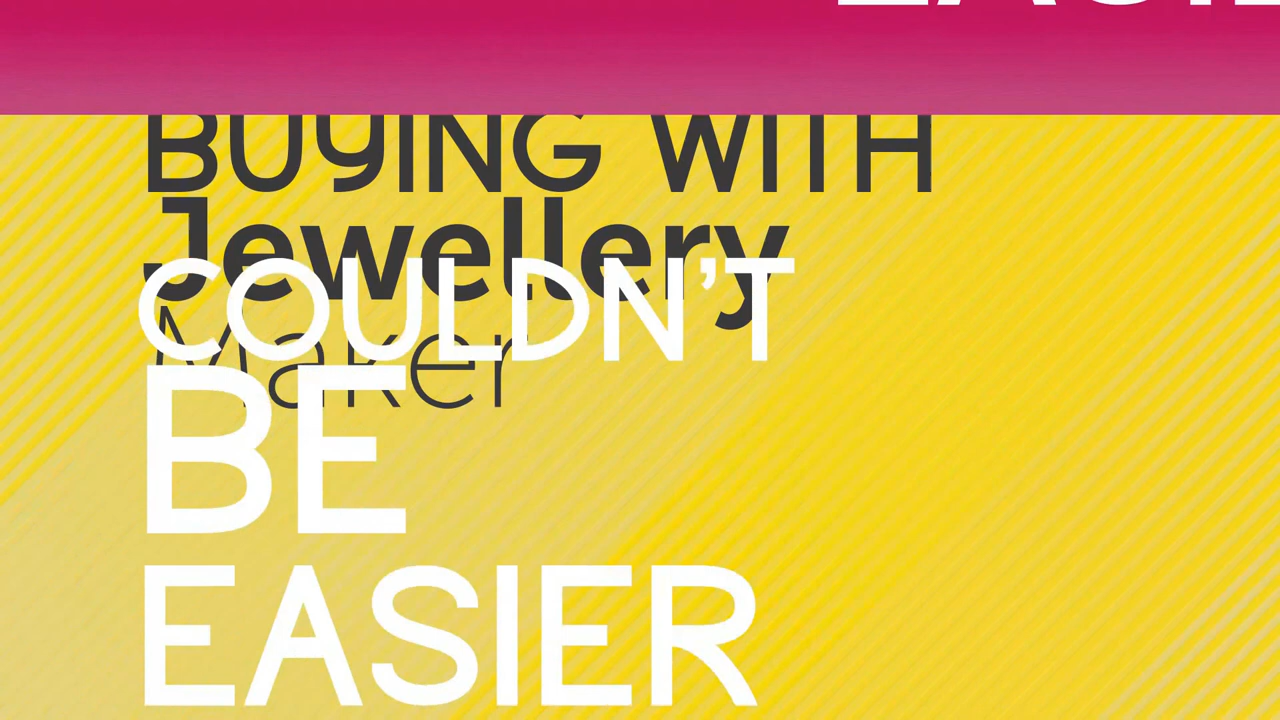 BUYING WITH
Jewellery
COULDN'T
Maker
BE
EASIER